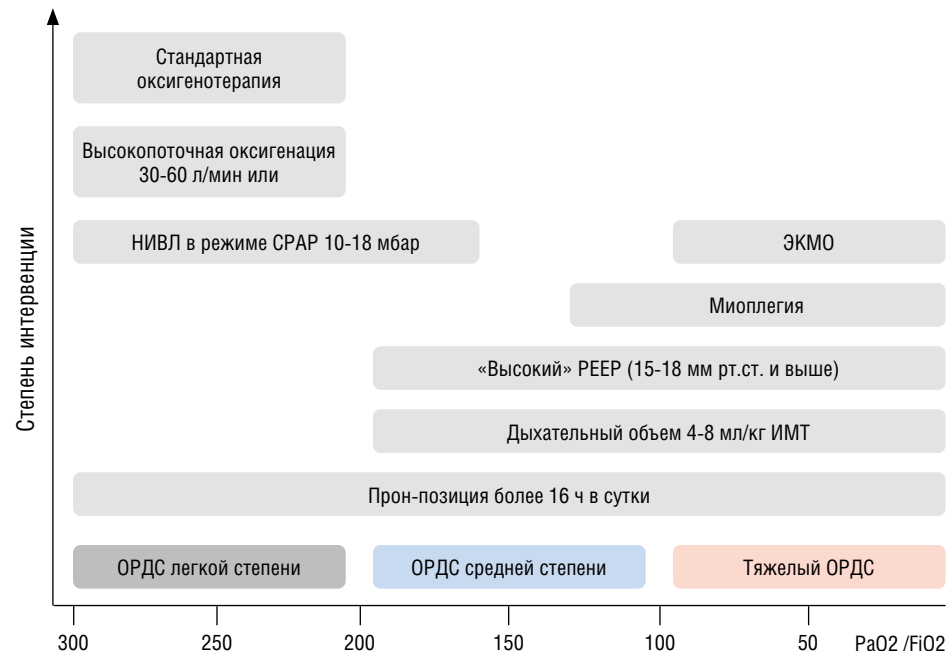 Степень интервенции
Стандартная
оксигенотерапия
Высокопоточная оксигенация
30-60 л/мин или
НИВЛ в режиме CPAP 10-18 мбар
ЭКМО
Миоплегия
«Высокий» PEEP (15-18 мм рт.ст. и выше)
Дыхательный объем 4-8 мл/кг ИМТ
Прон-позиция более 16 ч в сутки
ОРДС легкой степени
ОРДС средней степени
Тяжелый ОРДС
300 250 200 150 100 50 PaO2 /FiO2